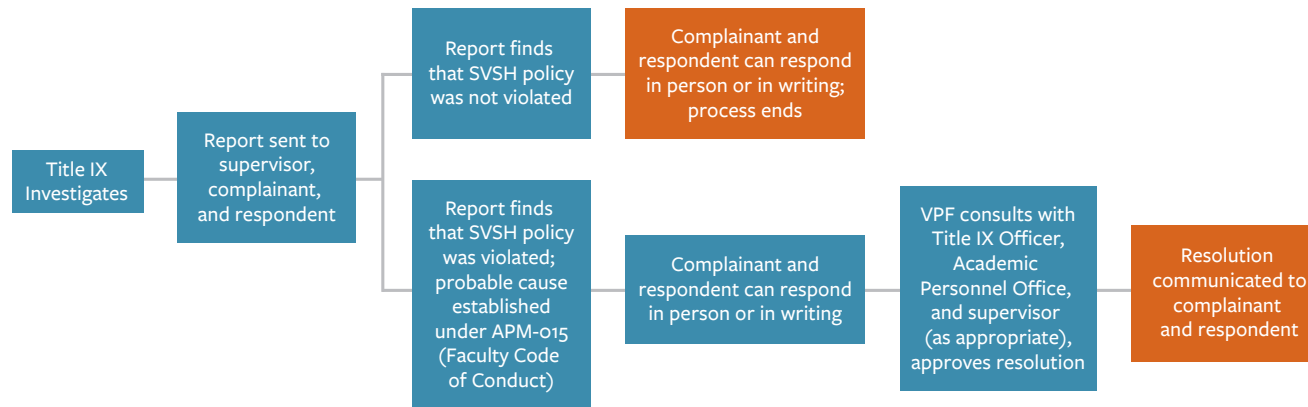 Title IX
Investigates
Report sent to
supervisor,
complainant,
and respondent
Report finds
that SVSH policy
was not violated
Complainant and
respondent can respond
in person or in writing;
process ends
Report finds
that SVSH policy
was violated;
probable cause
established
under APM-015
(Faculty Code
of Conduct)
Complainant and
respondent can respond
in person or in writing
VPF consults with
Title IX Officer,
Academic
Personnel Office,
and supervisor
(as appropriate),
approves resolution
Resolution
communicated to
complainant
and respondent